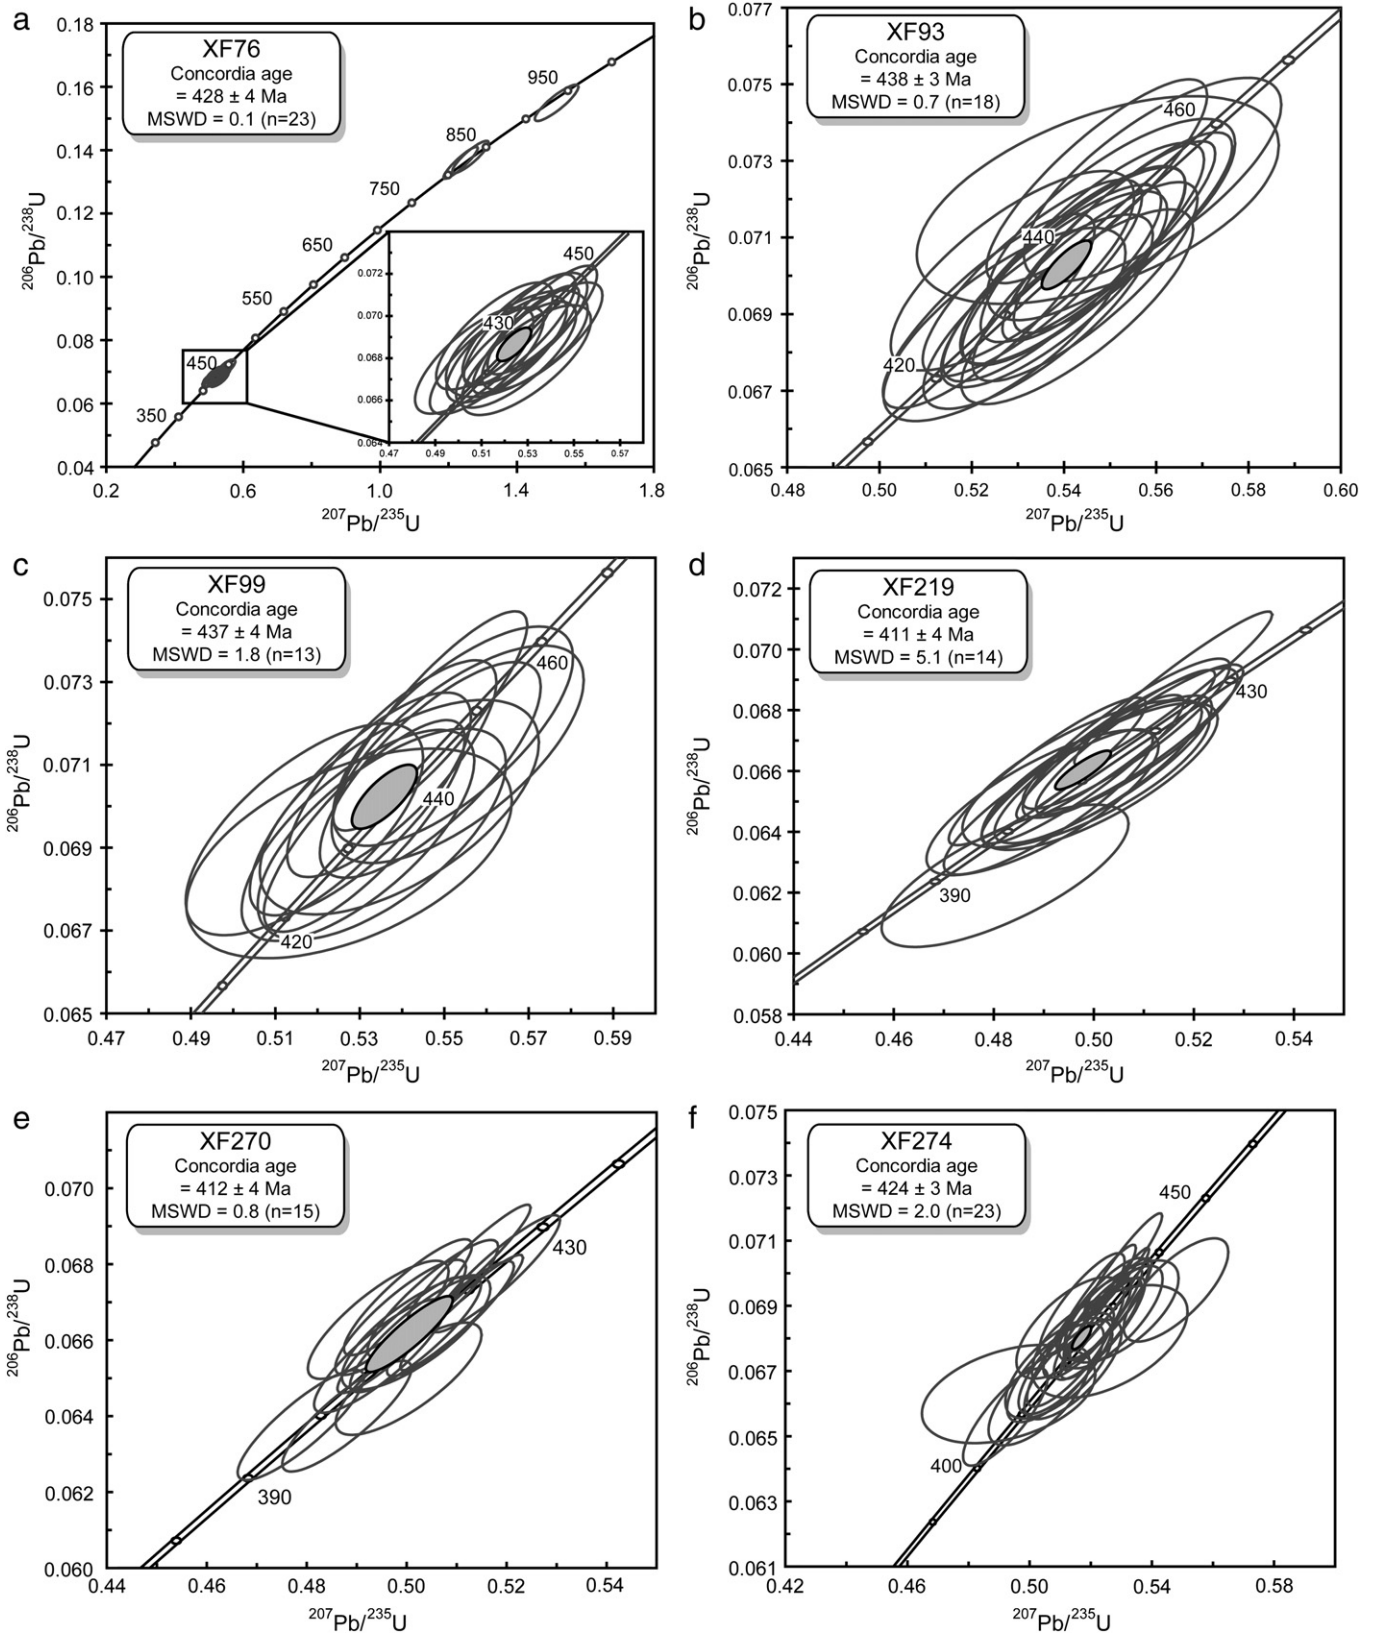 a
XF76
Concordia age
= 428 ± 4 Ma
MSWD = 0.1 (n=23)
0.18
0.16
0.14
0.12
0.10
0.08
0.06
0.04
²⁰⁶Pb/²³⁸U
350
450
550
650
750
850
950
0.072
0.070
0.068
0.066
0.064
450
430
0.47 0.49 0.51 0.53 0.55 0.57
0.2 0.6 1.0 1.4 1.8
²⁰⁷Pb/²³⁵U
b
XF93
Concordia age
= 438 ± 3 Ma
MSWD = 0.7 (n=18)
0.077
0.075
0.073
0.071
0.069
0.067
0.065
²⁰⁶Pb/²³⁸U
460
440
420
0.48 0.50 0.52 0.54 0.56 0.58 0.60
²⁰⁷Pb/²³⁵U
c
XF99
Concordia age
= 437 ± 4 Ma
MSWD = 1.8 (n=13)
0.075
0.073
0.071
0.069
0.067
0.065
²⁰⁶Pb/²³⁸U
460
440
420
0.47 0.49 0.51 0.53 0.55 0.57 0.59
²⁰⁷Pb/²³⁵U
d
XF219
Concordia age
= 411 ± 4 Ma
MSWD = 5.1 (n=14)
0.072
0.070
0.068
0.066
0.064
0.062
0.060
0.058
²⁰⁶Pb/²³⁸U
430
390
0.44 0.46 0.48 0.50 0.52 0.54
²⁰⁷Pb/²³⁵U
e
XF270
Concordia age
= 412 ± 4 Ma
MSWD = 0.8 (n=15)
0.070
0.068
0.066
0.064
0.062
0.060
²⁰⁶Pb/²³⁸U
430
390
0.44 0.46 0.48 0.50 0.52 0.54
²⁰⁷Pb/²³⁵U
f
XF274
Concordia age
= 424 ± 3 Ma
MSWD = 2.0 (n=23)
0.075
0.073
0.071
0.069
0.067
0.065
0.063
0.061
²⁰⁶Pb/²³⁸U
450
400
0.42 0.46 0.50 0.54 0.58
²⁰⁷Pb/²³⁵U